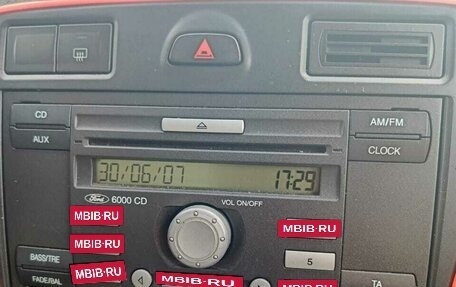 CD
AM/FM
AUX
CLOCK
30/06/07 17:29
Ford 6000 CD VOL ON/OFF
MBIB·RU
MBIB·RU
MBIB·RU
BASS/TRE
5
MBIB·RU
FADE/BAL
MBIB·RU
TA